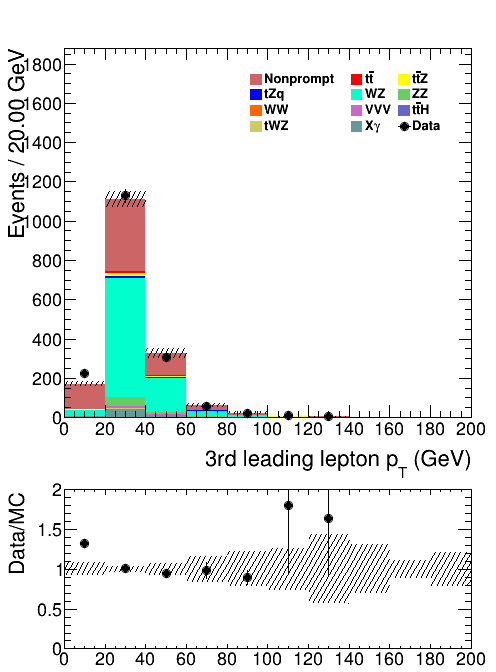 Events / 20.00 GeV
1800
1600
1400
1200
1000
800
600
400
200
0
Nonprompt tt̄ tt̄Z
tZq WZ ZZ
WW VVV tt̄H
tWZ Xγ Data
0 20 40 60 80 100 120 140 160 180 200
3rd leading lepton p_T (GeV)
Data/MC
2
1.5
1
0.5
0
0 20 40 60 80 100 120 140 160 180 200